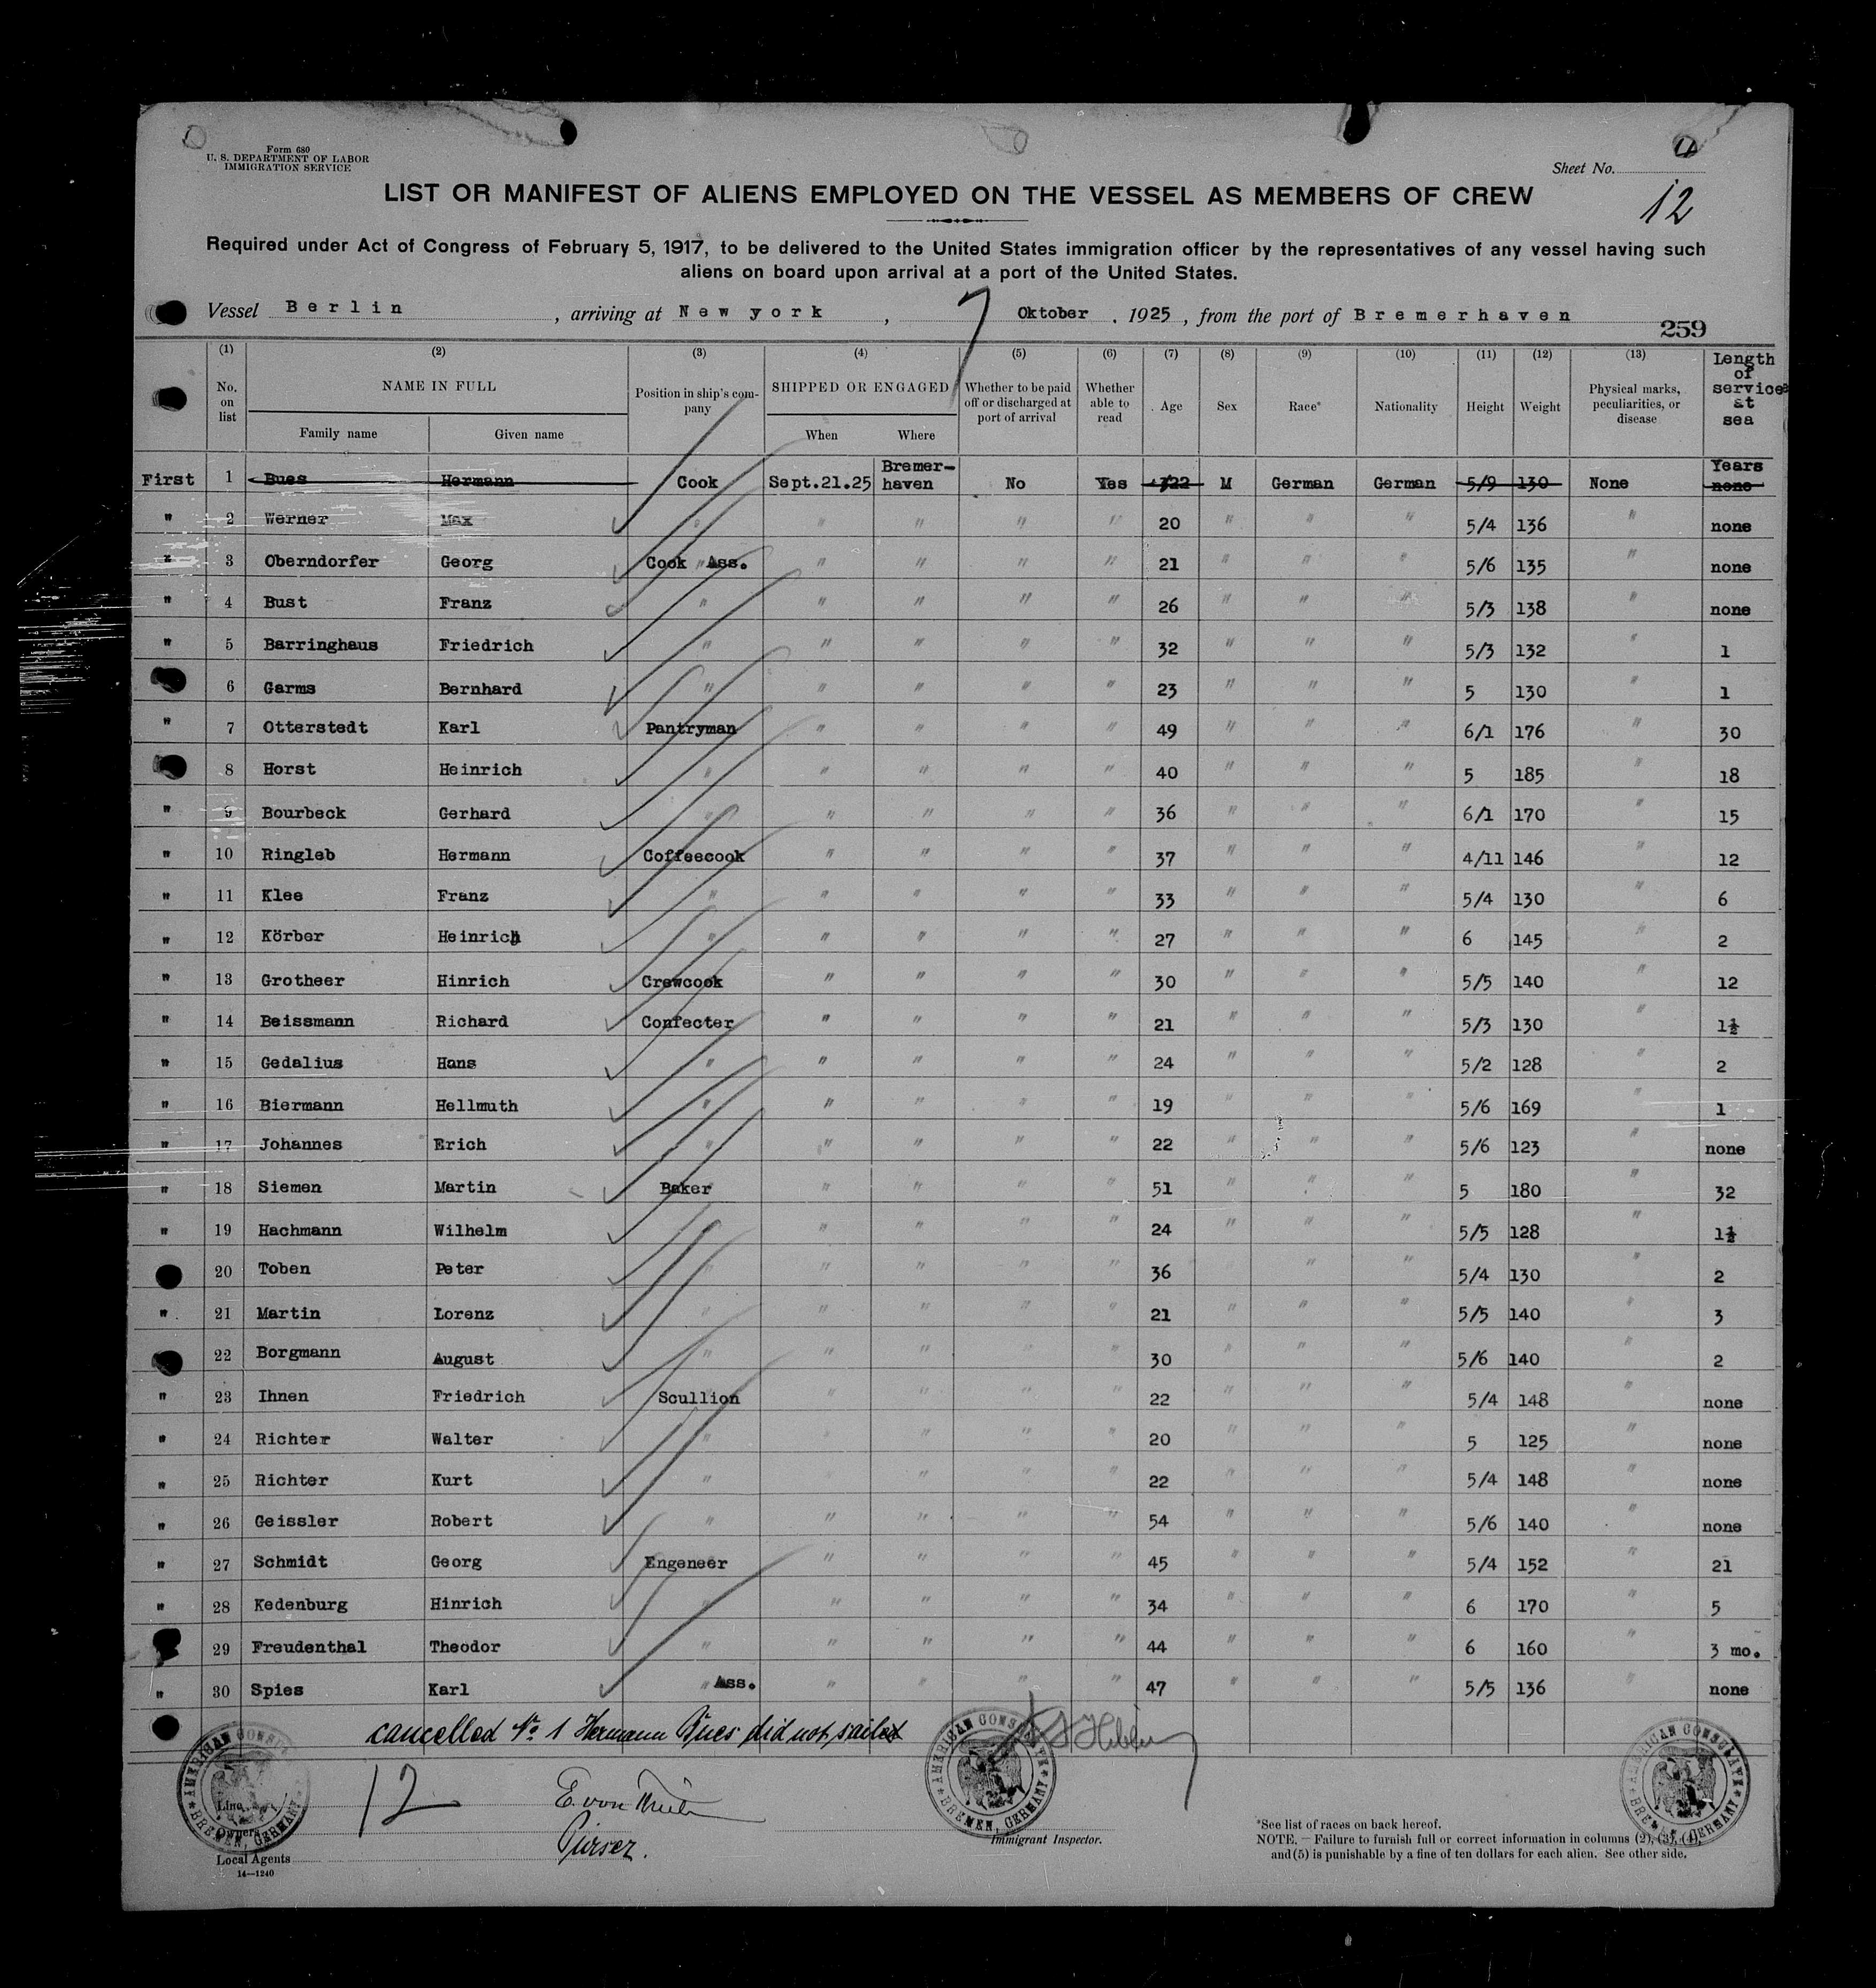 Form 680
U. S. DEPARTMENT OF LABOR
IMMIGRATION SERVICE
Sheet No.
12
LIST OR MANIFEST OF ALIENS EMPLOYED ON THE VESSEL AS MEMBERS OF CREW
Required under Act of Congress of February 5, 1917, to be delivered to the United States immigration officer by the representatives of any vessel having such
aliens on board upon arrival at a port of the United States.
Vessel Berlin, arriving at New york, 7 Oktober, 1925, from the port of Bremerhaven
259
(1) (2) (3) (4) (5) (6) (7) (8) (9) (10) (11) (12) (13)
No. on list NAME IN FULL Family name Given name Position in ship's company SHIPPED OR ENGAGED When Where Whether to be paid off or discharged at port of arrival Whether able to read Age Sex Race* Nationality Height Weight Physical marks, peculiarities, or disease Length of services at sea
First 1 Bues Hermann Cook Sept.21.25 Bremer-haven No Yes 22 M German German 5/9 130 None Years none
" 2 Werner Max " " " " " 20 " " " 5/4 136 " none
" 3 Oberndorfer Georg Cook Ass. " " " " 21 " " " 5/6 135 " none
" 4 Bust Franz " " " " " 26 " " " 5/3 138 " none
" 5 Barringhaus Friedrich " " " " " 32 " " " 5/3 132 " 1
6 Garms Bernhard " " " " " 23 " " " 5 130 " 1
" 7 Otterstedt Karl Pantryman " " " " 49 " " " 6/1 176 " 30
8 Horst Heinrich " " " " " 40 " " " 5 185 " 18
" 9 Bourbeck Gerhard " " " " " 36 " " " 6/1 170 " 15
" 10 Ringleb Hermann Coffeecook " " " " 37 " " " 4/11 146 " 12
" 11 Klee Franz " " " " " 33 " " " 5/4 130 " 6
" 12 Körber Heinrich " " " " " 27 " " " 6 145 " 2
" 13 Grotheer Hinrich Crewcook " " " " 30 " " " 5/5 140 " 12
" 14 Beissmann Richard Confecter " " " " 21 " " " 5/3 130 " 1½
" 15 Gedalius Hans " " " " " 24 " " " 5/2 128 " 2
" 16 Biermann Hellmuth " " " " " 19 " " " 5/6 169 " 1
" 17 Johannes Erich " " " " " 22 " " " 5/6 123 " none
" 18 Siemen Martin Baker " " " " 51 " " " 5 180 " 32
" 19 Hachmann Wilhelm " " " " 24 " " " 5/5 128 " 1½
20 Toben Peter " " " " " 36 " " " 5/4 130 " 2
" 21 Martin Lorenz " " " " " 21 " " " 5/5 140 " 3
22 Borgmann August " " " " " 30 " " " 5/6 140 " 2
" 23 Ihnen Friedrich Scullion " " " " 22 " " " 5/4 148 " none
" 24 Richter Walter " " " " " 20 " " " 5 125 " none
" 25 Richter Kurt " " " " " 22 " " " 5/4 148 " none
" 26 Geissler Robert " " " " " 54 " " " 5/6 140 " none
" 27 Schmidt Georg Engeneer " " " " 45 " " " 5/4 152 " 21
" 28 Kedenburg Hinrich " " " " " 34 " " " 6 170 " 5
29 Freudenthal Theodor " " " " " 44 " " " 6 160 " 3 mo.
" 30 Spies Karl " Ass. " " " " 47 " " " 5/5 136 " none
cancelled No. 1 Hermann Bues did not sailed
AMERICAN CONSULATE BREMEN, GERMANY
AMERICAN CONSULATE BREMEN, GERMANY
AMERICAN CONSULATE BREMEN, GERMANY
Line
12
E. von
Owners
Purser.
Immigrant Inspector.
Local Agents
14—1240
*See list of races on back hereof.
NOTE.—Failure to furnish full or correct information in columns (2), (3), (4),
and (5) is punishable by a fine of ten dollars for each alien. See other side.